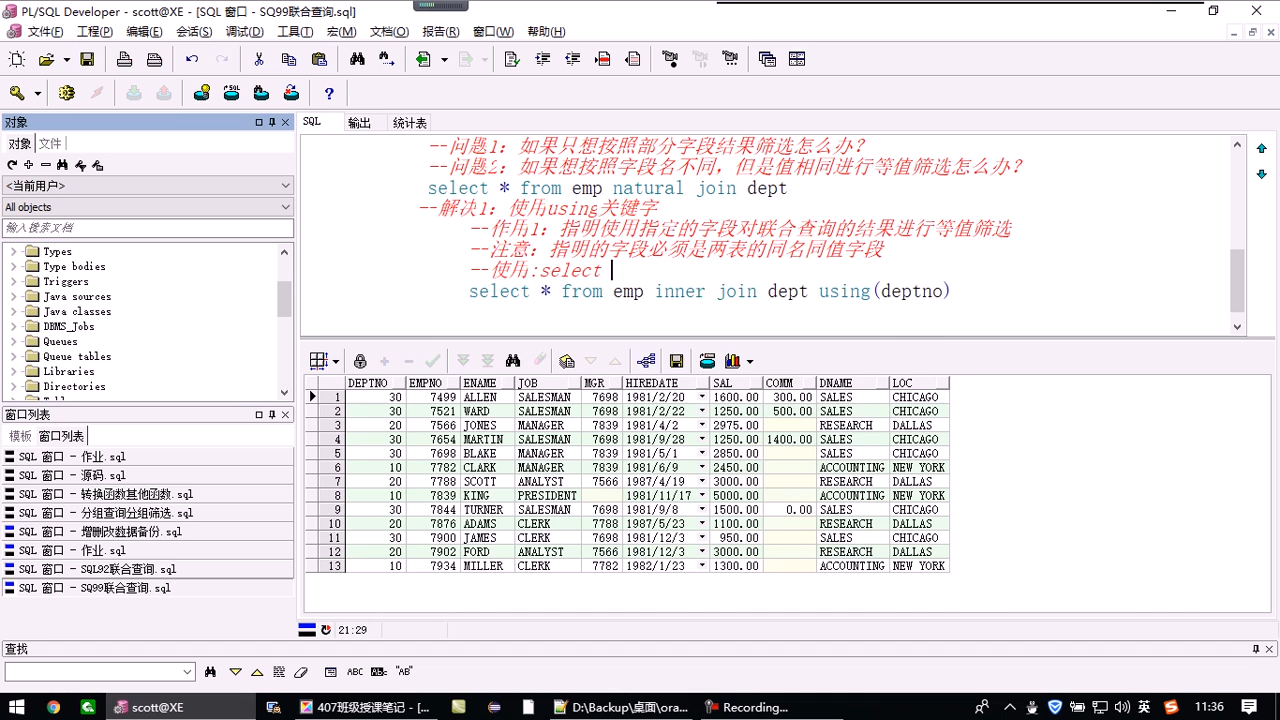 PL/SQL Developer - scott@XE - [SQL 窗口 - SQ99联合查询.sql]
文件(F) 工程(P) 编辑(E) 会话(S) 调试(D) 工具(T) 宏(M) 文档(O) 报告(R) 窗口(W) 帮助(H)
对象
对象 文件
<当前用户>
All objects
输入搜索文本
Types
Type bodies
Triggers
Java sources
Java classes
DBMS_Jobs
Queues
Queue tables
Libraries
Directories
窗口列表
模板 窗口列表
SQL 窗口 - 作业.sql
SQL 窗口 - 源码.sql
SQL 窗口 - 转换函数其他函数.sql
SQL 窗口 - 分组查询分组筛选.sql
SQL 窗口 - 增删改数据备份.sql
SQL 窗口 - 作业.sql
SQL 窗口 - SQL92联合查询.sql
SQL 窗口 - SQ99联合查询.sql
SQL 输出 统计表
--问题1: 如果只想按照部分字段结果筛选怎么办?
--问题2: 如果想按照字段名不同，但是值相同进行等值筛选怎么办?
select * from emp natural join dept
--解决1: 使用using关键字
--作用1: 指明使用指定的字段对联合查询的结果进行等值筛选
--注意: 指明的字段必须是两表的同名同值字段
--使用:select
select * from emp inner join dept using(deptno)
DEPTNO EMPNO ENAME JOB MGR HIREDATE SAL COMM DNAME LOC
1 30 7499 ALLEN SALESMAN 7698 1981/2/20 1600.00 300.00 SALES CHICAGO
2 30 7521 WARD SALESMAN 7698 1981/2/22 1250.00 500.00 SALES CHICAGO
3 20 7566 JONES MANAGER 7839 1981/4/2 2975.00 RESEARCH DALLAS
4 30 7654 MARTIN SALESMAN 7698 1981/9/28 1250.00 1400.00 SALES CHICAGO
5 30 7698 BLAKE MANAGER 7839 1981/5/1 2850.00 SALES CHICAGO
6 10 7782 CLARK MANAGER 7839 1981/6/9 2450.00 ACCOUNTING NEW YORK
7 20 7788 SCOTT ANALYST 7566 1987/4/19 3000.00 RESEARCH DALLAS
8 10 7839 KING PRESIDENT 1981/11/17 5000.00 ACCOUNTING NEW YORK
9 30 7844 TURNER SALESMAN 7698 1981/9/8 1500.00 0.00 SALES CHICAGO
10 20 7876 ADAMS CLERK 7788 1987/5/23 1100.00 RESEARCH DALLAS
11 30 7900 JAMES CLERK 7698 1981/12/3 950.00 SALES CHICAGO
12 20 7902 FORD ANALYST 7566 1981/12/3 3000.00 RESEARCH DALLAS
13 10 7934 MILLER CLERK 7782 1982/1/23 1300.00 ACCOUNTING NEW YORK
21:29
查找
ABC ABc "AB"
scott@XE 407班级授课笔记- [... D:\Backup\桌面\ora... Recording... 英 11:36